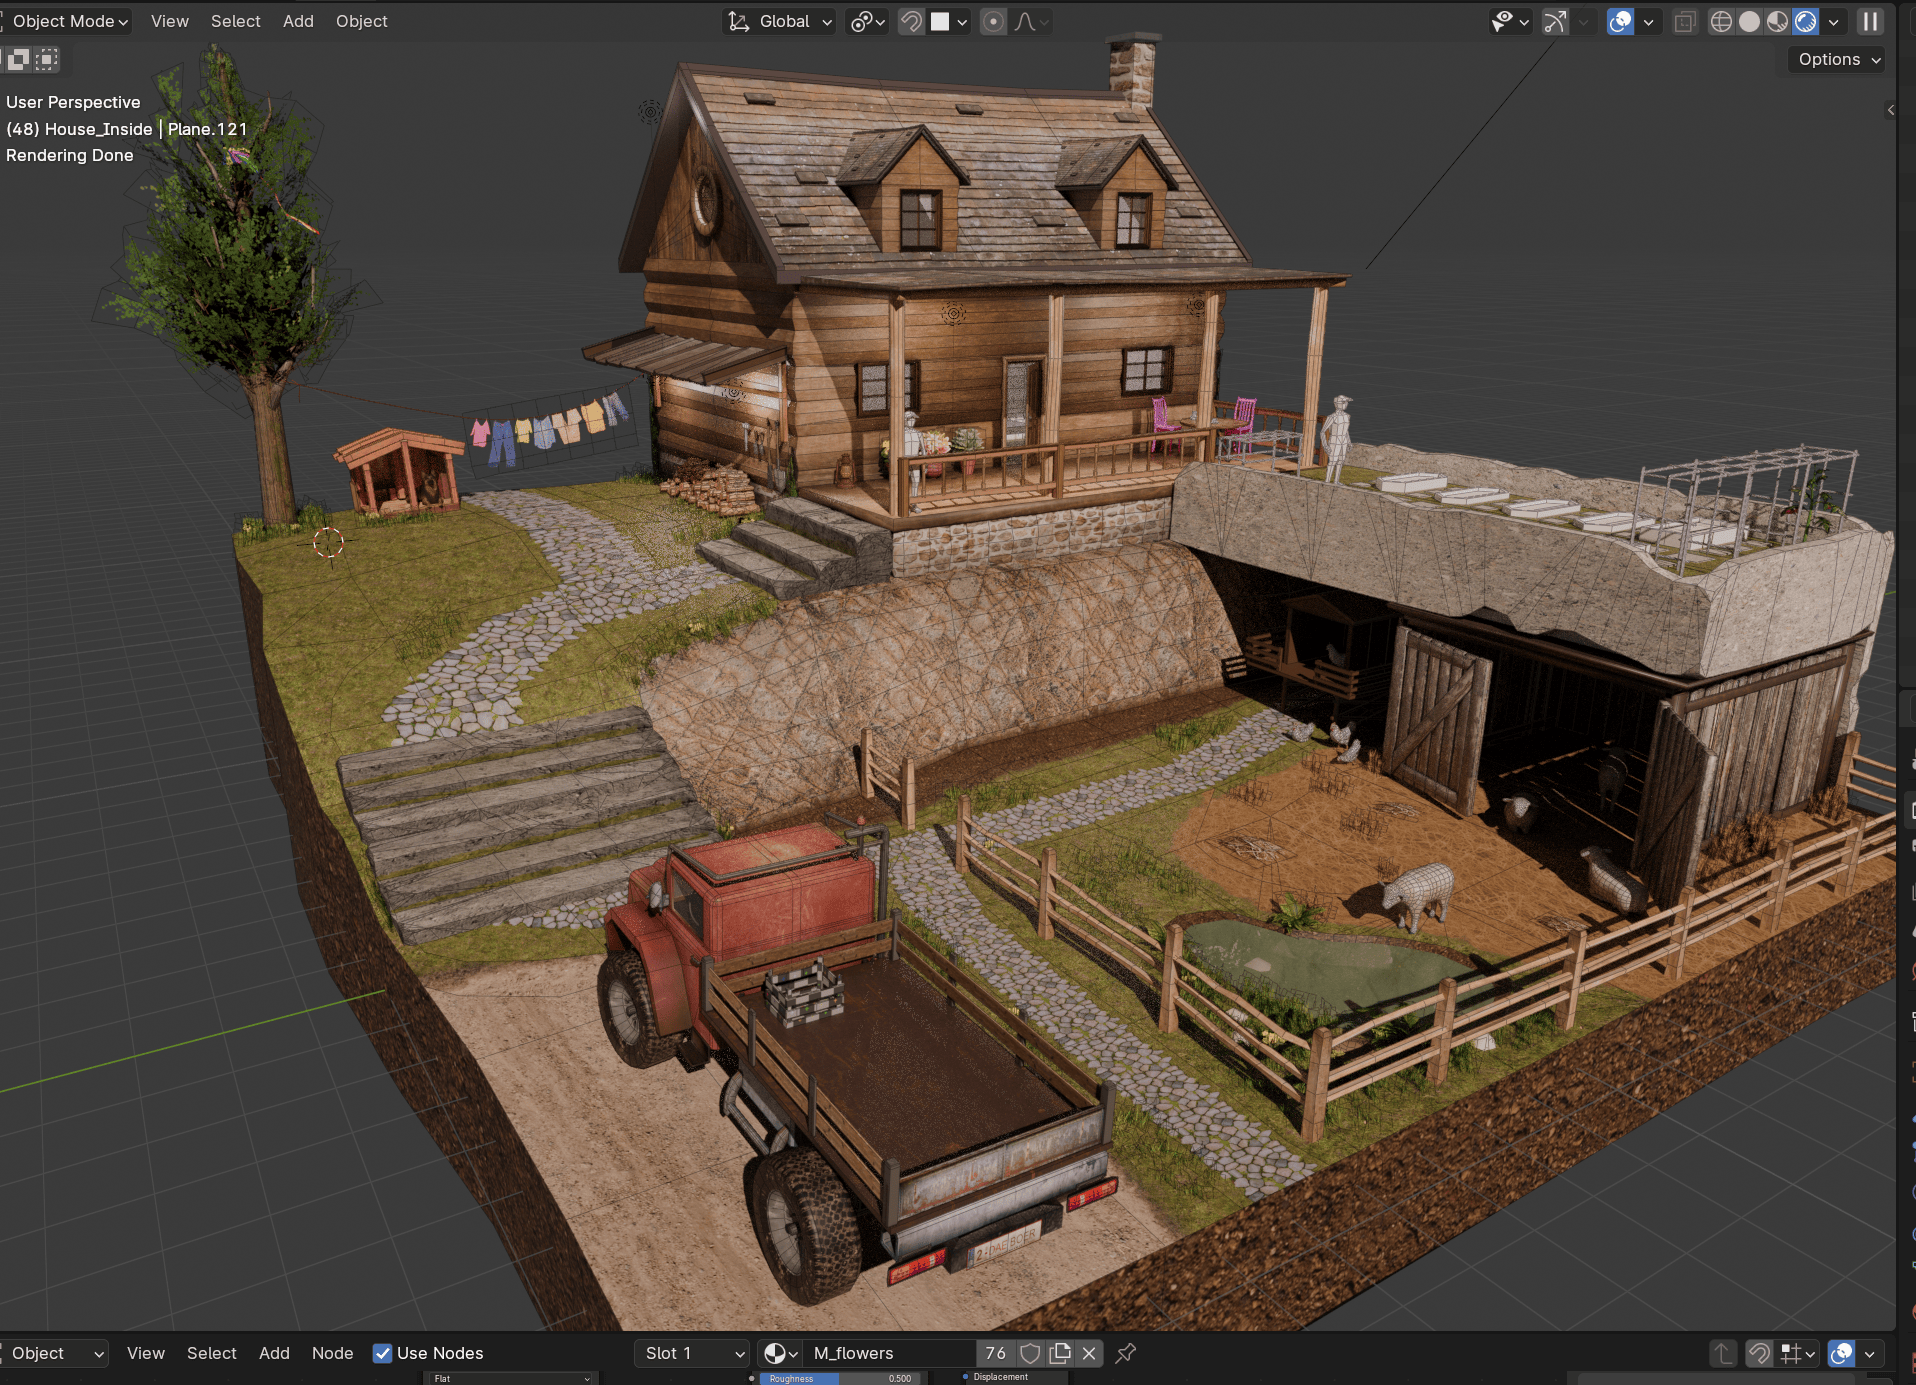 Object Mode View Select Add Object Global
Options
User Perspective
(48) House_Inside | Plane.121
Rendering Done
Object View Select Add Node Use Nodes Slot 1 M_flowers 76
Flat Roughness 0.500 Displacement